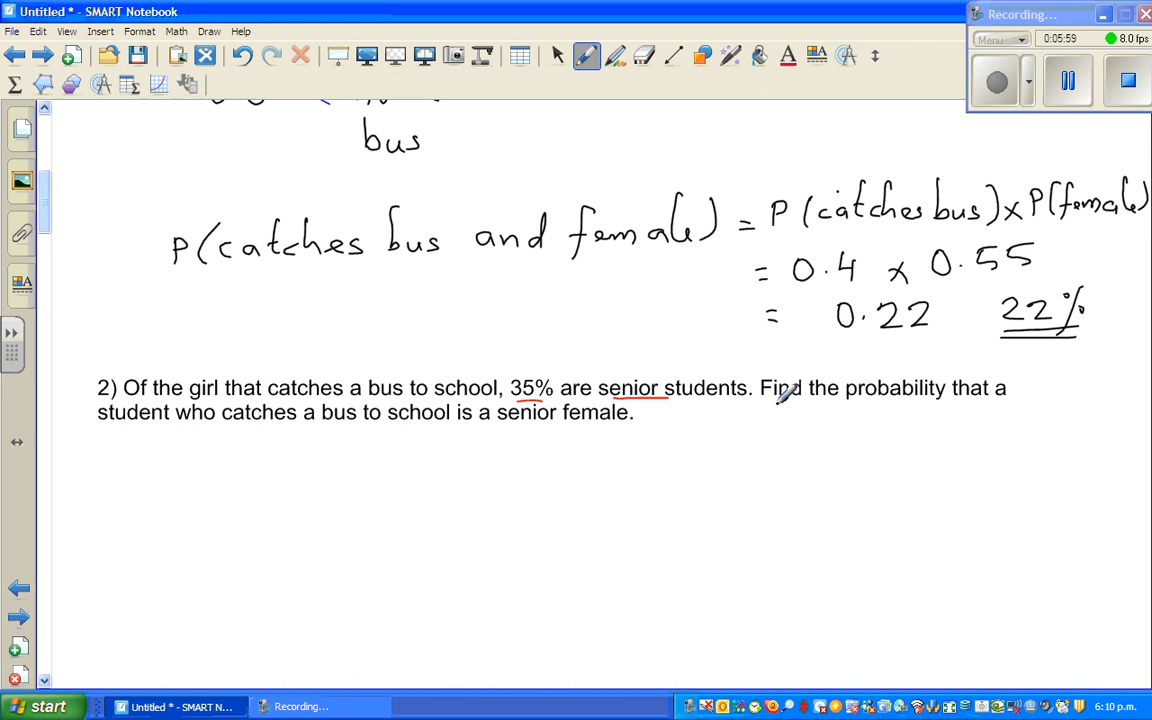 Untitled * - SMART Notebook
Recording...
File Edit View Insert Format Math Draw Help
Menu
0:05:59
8.0 fps
bus
P(catches bus and female) = P(catches bus) x P(female)
= 0.4 x 0.55
= 0.22 22%
2) Of the girl that catches a bus to school, 35% are senior students. Find the probability that a
student who catches a bus to school is a senior female.
start
Untitled * - SMART N...
Recording...
6:10 p.m.